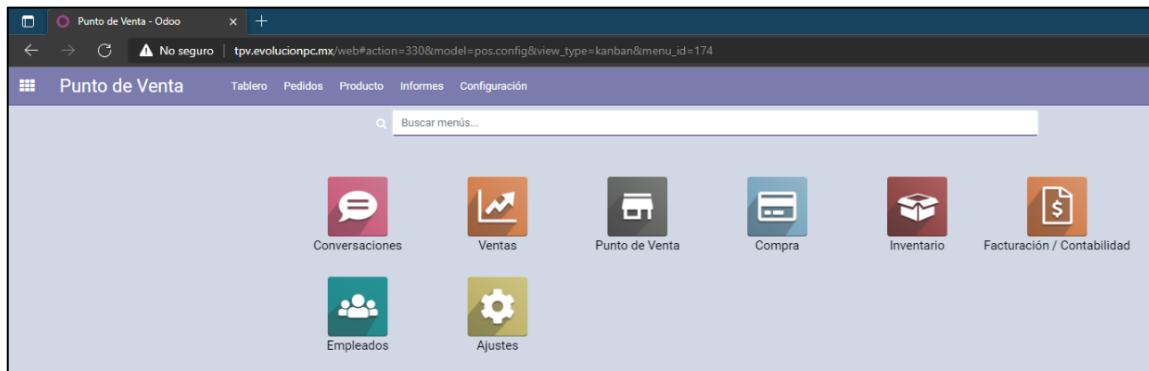 Punto de Venta - Odoo
No seguro | tpv.evolucionpc.mx/web#action=330&model=pos.config&view_type=kanban&menu_id=174
Punto de Venta Tablero Pedidos Producto Informes Configuración
Buscar menús...
Conversaciones Ventas Punto de Venta Compra Inventario Facturación / Contabilidad
Empleados Ajustes